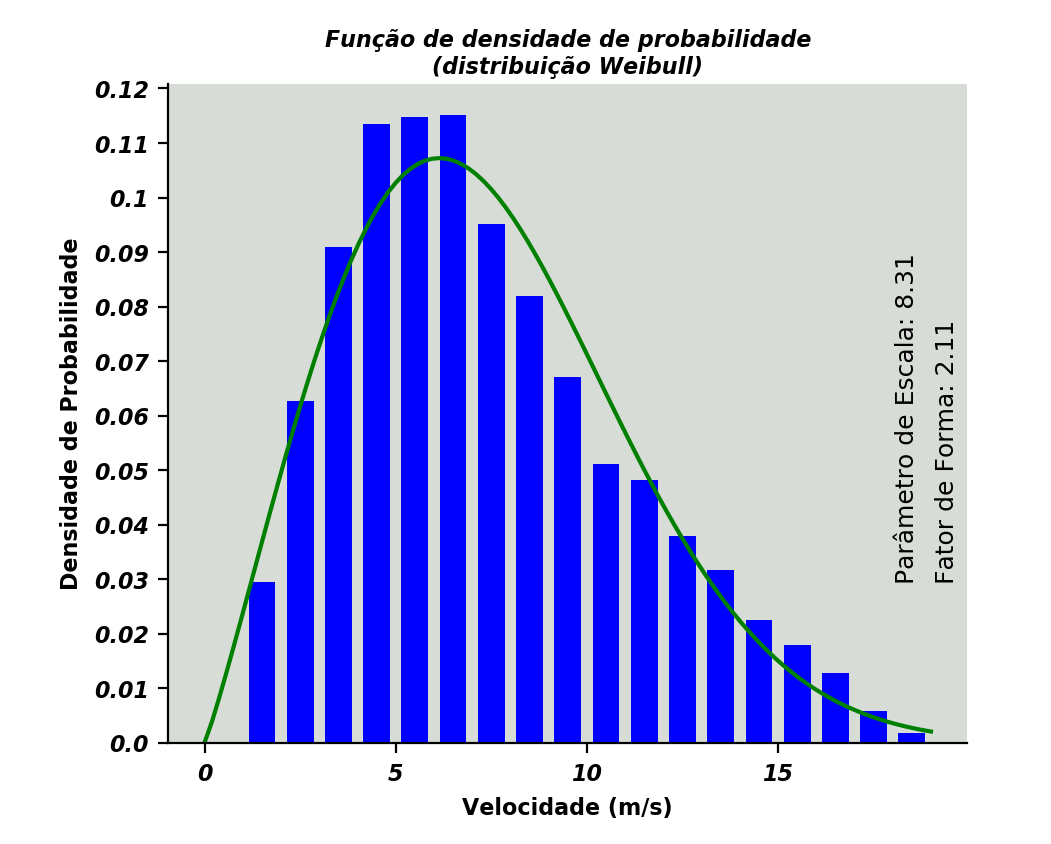 Função de densidade de probabilidade
(distribuição Weibull)
0.12
0.11
0.1
0.09
0.08
0.07
0.06
0.05
0.04
0.03
0.02
0.01
0.0
Densidade de Probabilidade
Parâmetro de Escala: 8.31
Fator de Forma: 2.11
0
5
10
15
Velocidade (m/s)